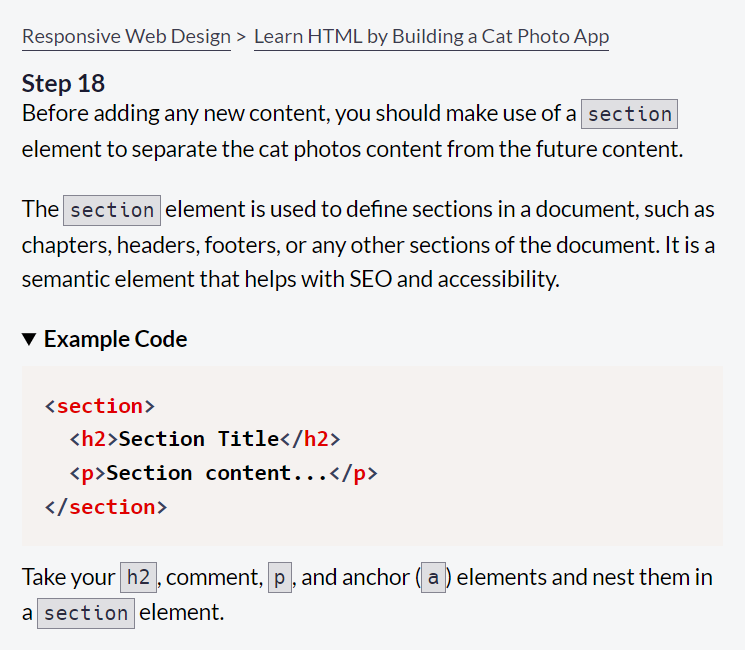 Responsive Web Design > Learn HTML by Building a Cat Photo App
Step 18
Before adding any new content, you should make use of a section
element to separate the cat photos content from the future content.
The section element is used to define sections in a document, such as
chapters, headers, footers, or any other sections of the document. It is a
semantic element that helps with SEO and accessibility.
▼ Example Code
<section>
  <h2>Section Title</h2>
  <p>Section content...</p>
</section>
Take your h2, comment, p, and anchor (a) elements and nest them in
a section element.